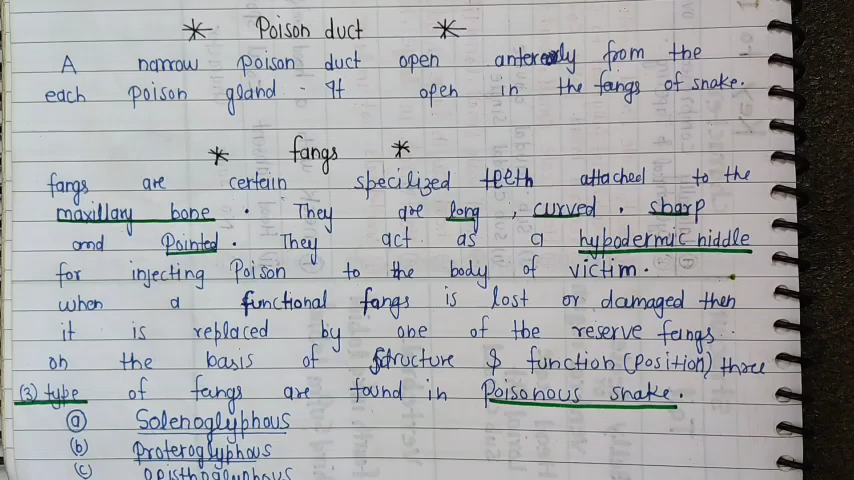 * Poison duct *
A narrow poison duct open anterorly from the
each poison gland. It open in the fangs of snake.
* fangs *
fangs are certain specilized teeth attached to the
maxillary bone. They are long, curved, sharp
and Pointed. They act as a hypodermic niddle
for injecting Poison to the body of victim.
when a functional fangs is lost or damaged then
it is replaced by one of the reserve fangs.
on the basis of structure & function (position) three
(3) type of fangs are found in Poisonous snake.
(a) Solenoglyphous
(b) Proteroglyphous
(c) opisthoglyphous